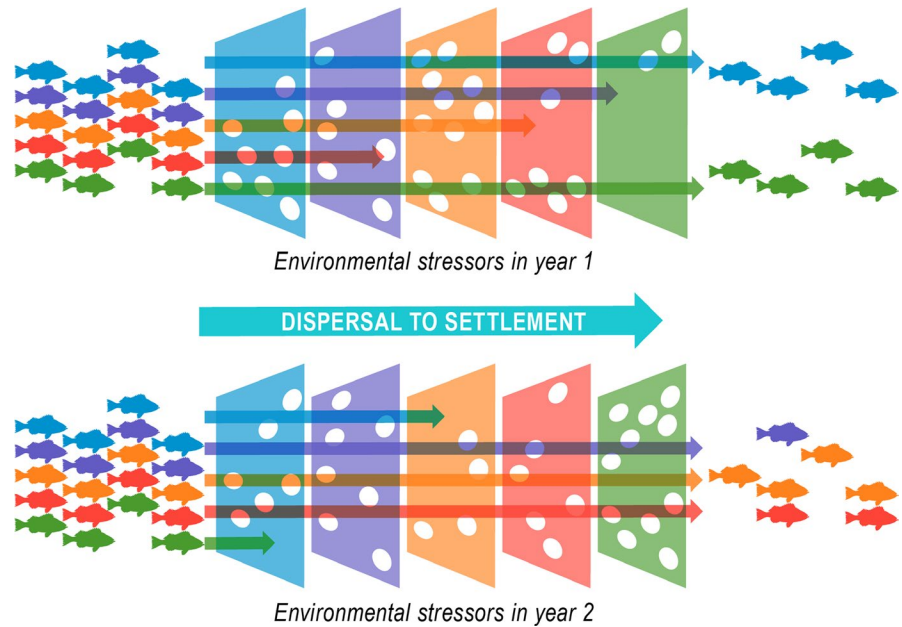 Environmental stressors in year 1
DISPERSAL TO SETTLEMENT
Environmental stressors in year 2